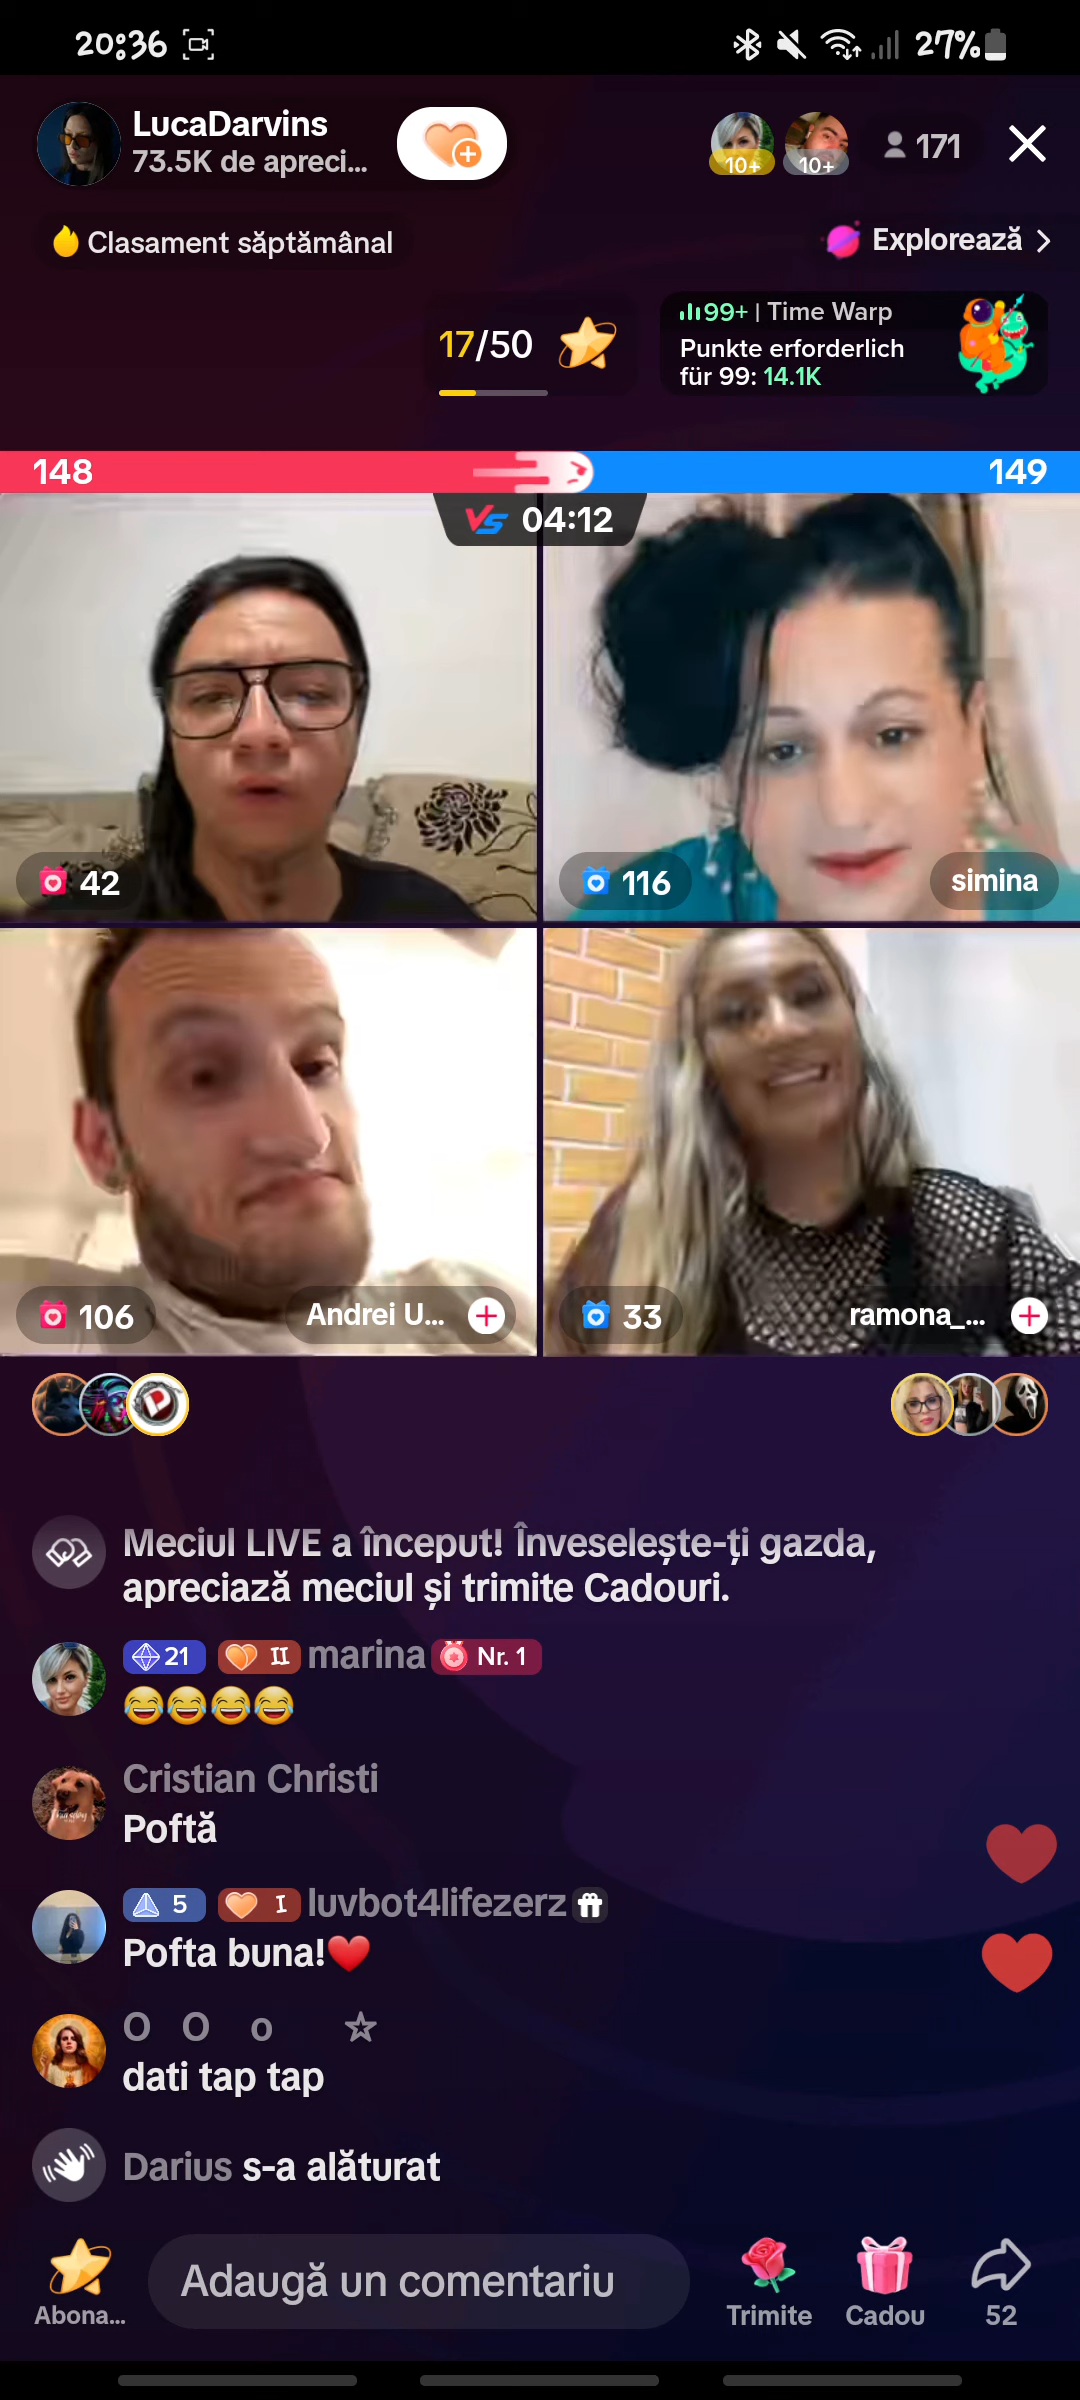 20:36
27%
LucaDarvins
73.5K de apreci...
10+
10+
171
Clasament săptămânal
Explorează
17/50
99+ | Time Warp
Punkte erforderlich
für 99: 14.1K
148
149
VS 04:12
42
116
simina
106
Andrei U...
33
ramona_...
Meciul LIVE a început! Înveselește-ți gazda,
apreciază meciul și trimite Cadouri.
21 II marina Nr. 1
😂😂😂😂
Cristian Christi
Poftă
5 I luvbot4lifezerz
Pofta buna!❤️
O O o ☆
dati tap tap
Darius s-a alăturat
Abona...
Adaugă un comentariu
Trimite
Cadou
52